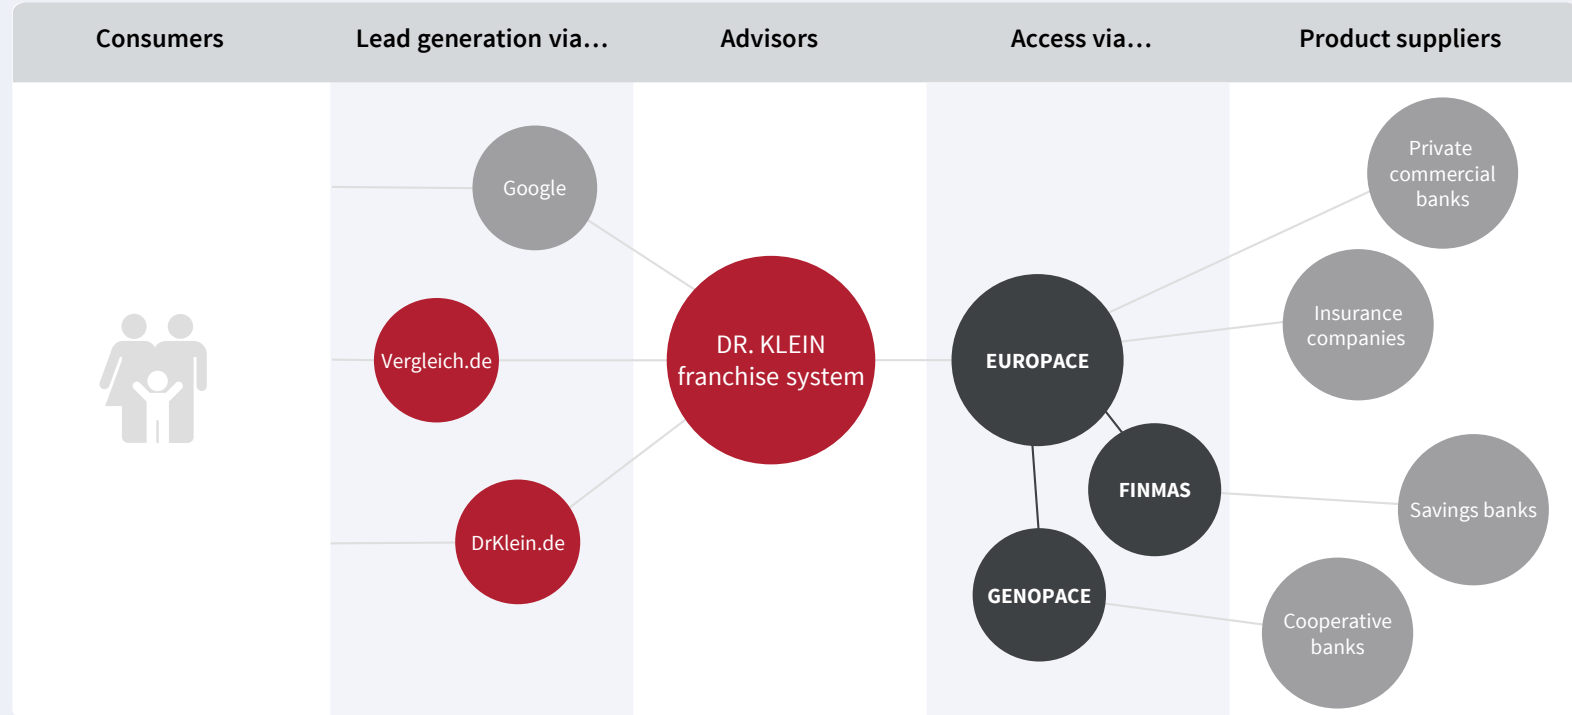 Consumers
Lead generation via…
Advisors
Access via…
Product suppliers
Google
Vergleich.de
DrKlein.de
DR. KLEIN
franchise system
EUROPACE
FINMAS
GENOPACE
Private
commercial
banks
Insurance
companies
Savings banks
Cooperative
banks